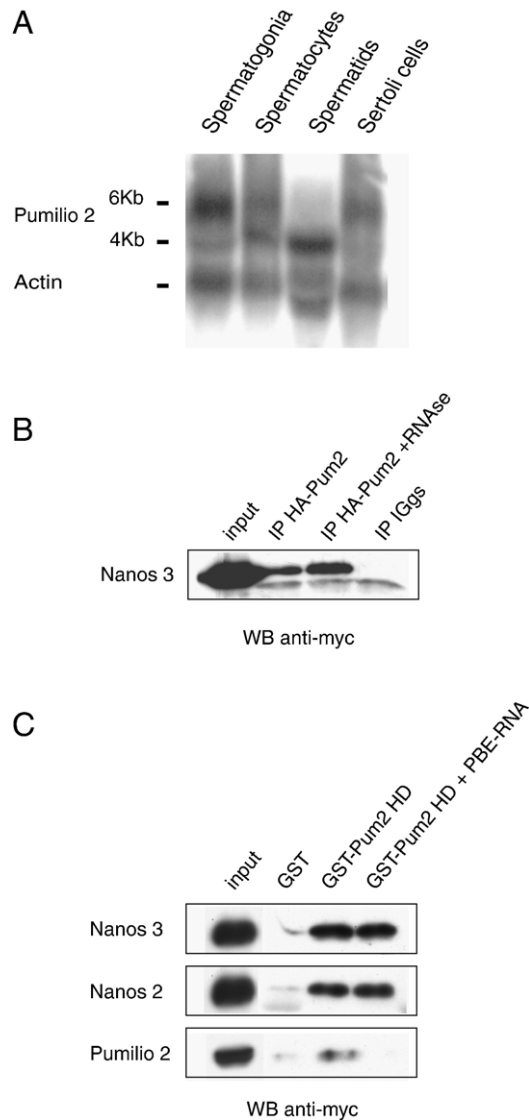 A
Spermatogonia
Spermatocytes
Spermatids
Sertoli cells
Pumilio 2
6Kb
4Kb
Actin
B
input
IP HA-Pum2
IP HA-Pum2 +RNAse
IP IGgs
Nanos 3
WB anti-myc
C
input
GST
GST-Pum2 HD
GST-Pum2 HD + PBE-RNA
Nanos 3
Nanos 2
Pumilio 2
WB anti-myc